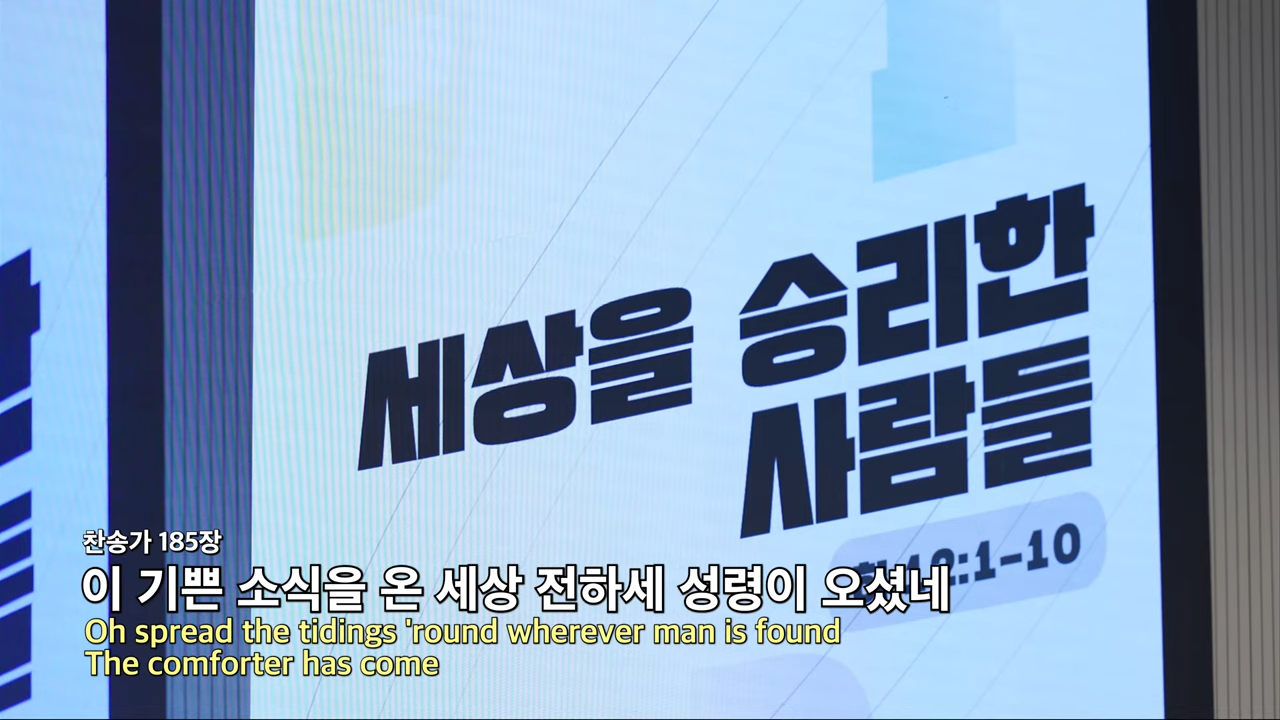 세상을 승리한
사람들
2:1-10
찬송가 185장
이 기쁜 소식을 온 세상 전하세 성령이 오셨네
Oh spread the tidings 'round wherever man is found
The comforter has come